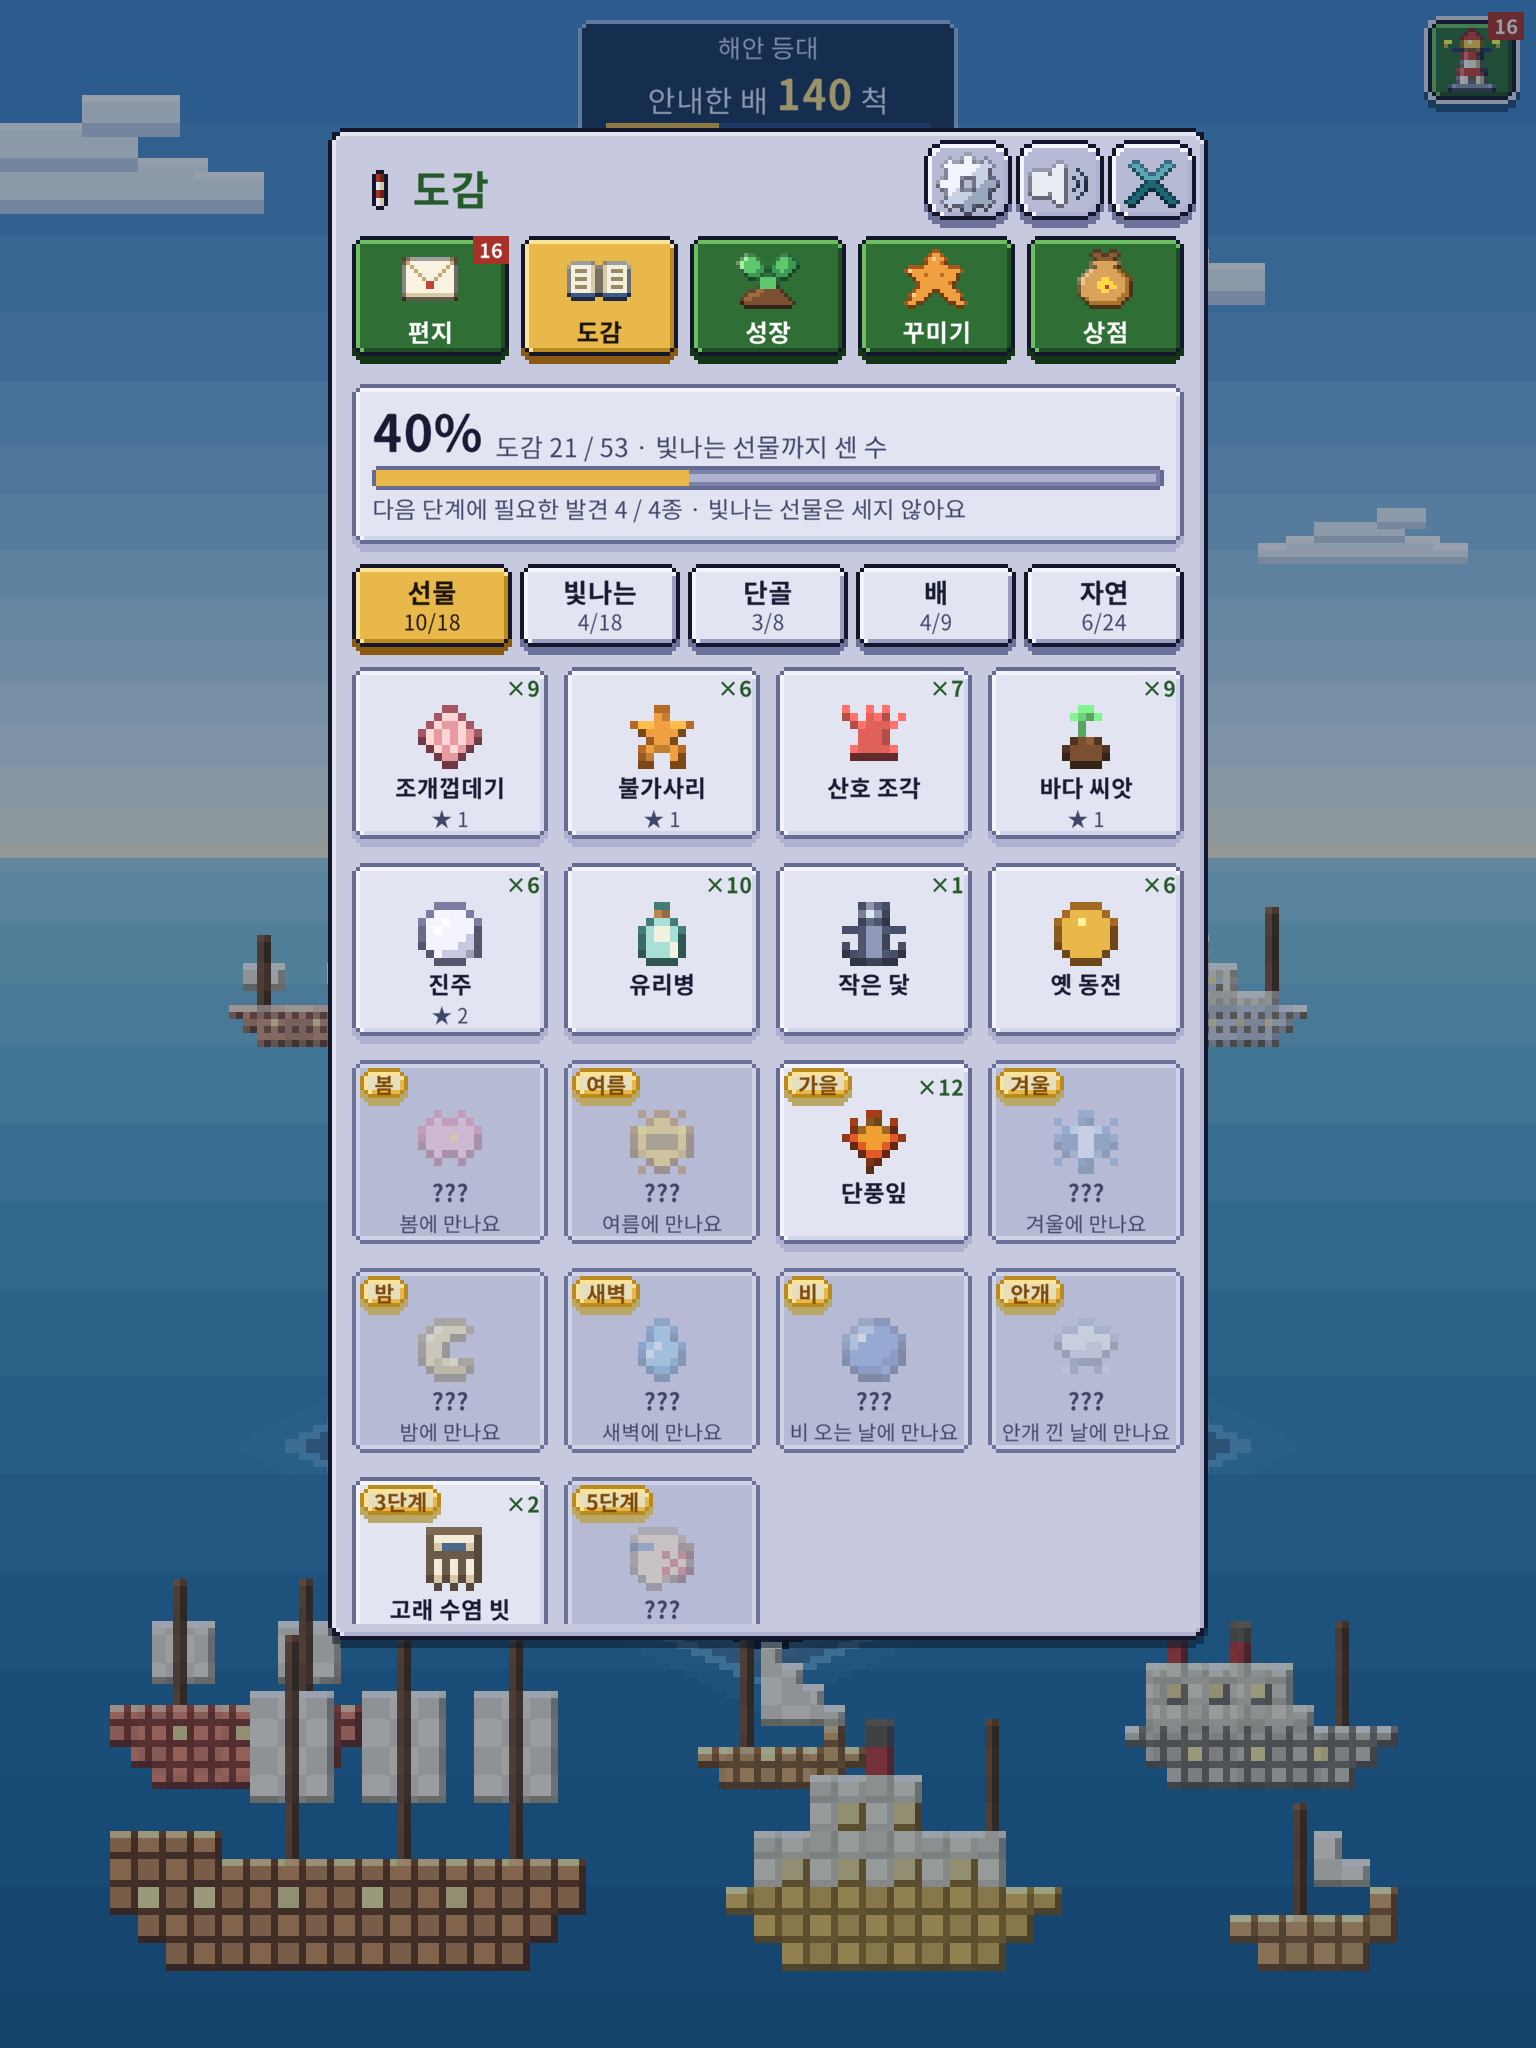 해안 등대
안내한 배 140 척
16
도감
16
편지
도감
성장
꾸미기
상점
40% 도감 21 / 53 · 빛나는 선물까지 센 수
다음 단계에 필요한 발견 4 / 4종 · 빛나는 선물은 세지 않아요
선물
10/18
빛나는
4/18
단골
3/8
배
4/9
자연
6/24
×9
조개껍데기
★ 1
×6
불가사리
★ 1
×7
산호 조각
×9
바다 씨앗
★ 1
×6
진주
★ 2
×10
유리병
×1
작은 닻
×6
옛 동전
봄
???
봄에 만나요
여름
???
여름에 만나요
가을
×12
단풍잎
겨울
???
겨울에 만나요
밤
???
밤에 만나요
새벽
???
새벽에 만나요
비
???
비 오는 날에 만나요
안개
???
안개 낀 날에 만나요
3단계
×2
고래 수염 빗
5단계
???